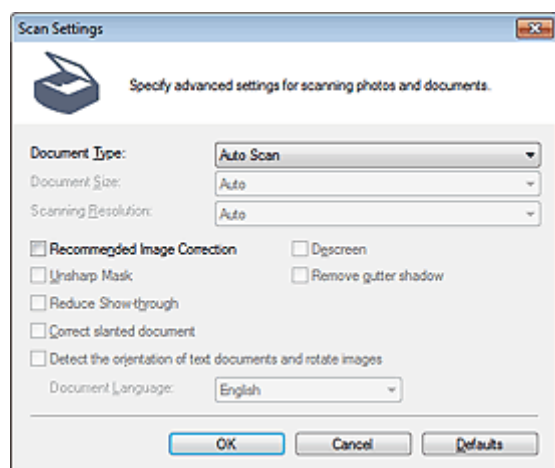 Scan Settings
Specify advanced settings for scanning photos and documents.
Document Type: Auto Scan
Document Size: Auto
Scanning Resolution: Auto
Recommended Image Correction Descreen
Unsharp Mask Remove gutter shadow
Reduce Show-through
Correct slanted document
Detect the orientation of text documents and rotate images
Document Language: English
OK Cancel Defaults